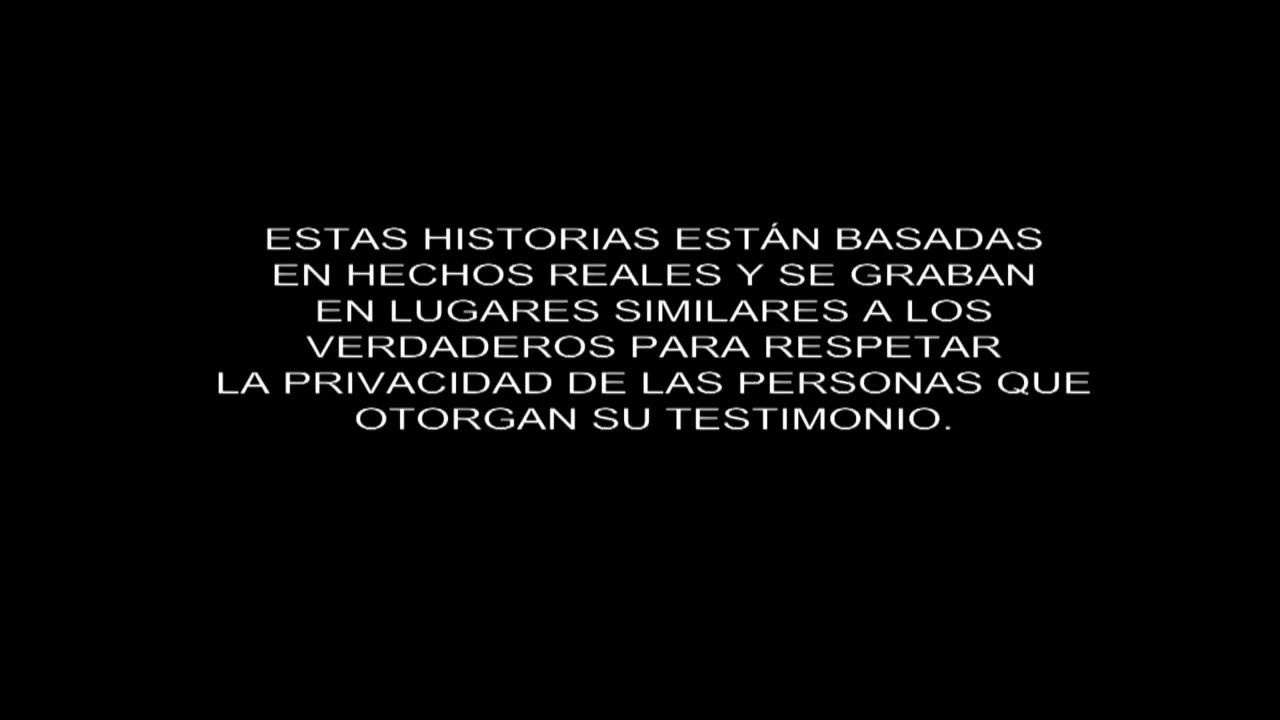 ESTAS HISTORIAS ESTÁN BASADAS
EN HECHOS REALES Y SE GRABAN
EN LUGARES SIMILARES A LOS
VERDADEROS PARA RESPETAR
LA PRIVACIDAD DE LAS PERSONAS QUE
OTORGAN SU TESTIMONIO.